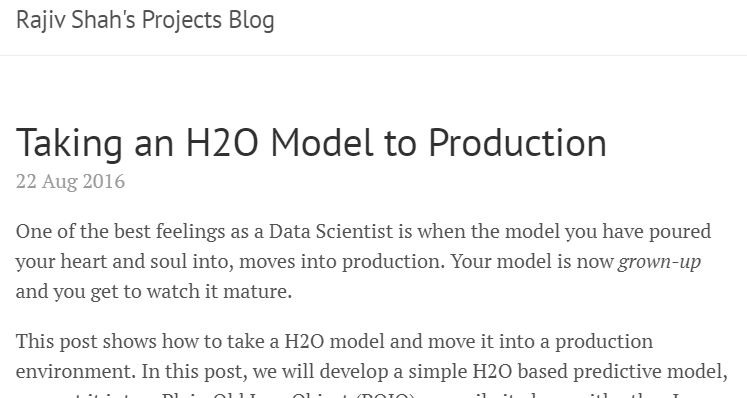 Rajiv Shah's Projects Blog
Taking an H2O Model to Production
22 Aug 2016
One of the best feelings as a Data Scientist is when the model you have poured
your heart and soul into, moves into production. Your model is now grown-up
and you get to watch it mature.
This post shows how to take a H2O model and move it into a production
environment. In this post, we will develop a simple H2O based predictive model,